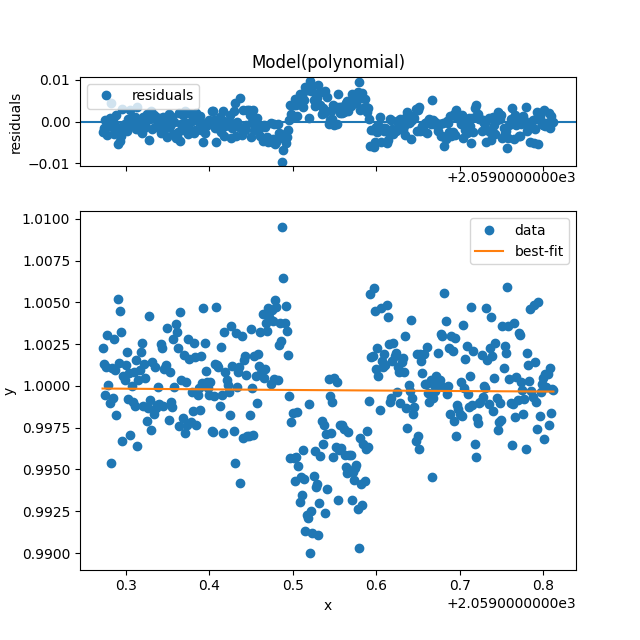 Model(polynomial)
0.01
0.00
−0.01
residuals
residuals
+2.0590000000e3
1.0100
1.0075
1.0050
1.0025
1.0000
0.9975
0.9950
0.9925
0.9900
y
data
best-fit
0.3 0.4 0.5 0.6 0.7 0.8
x
+2.0590000000e3